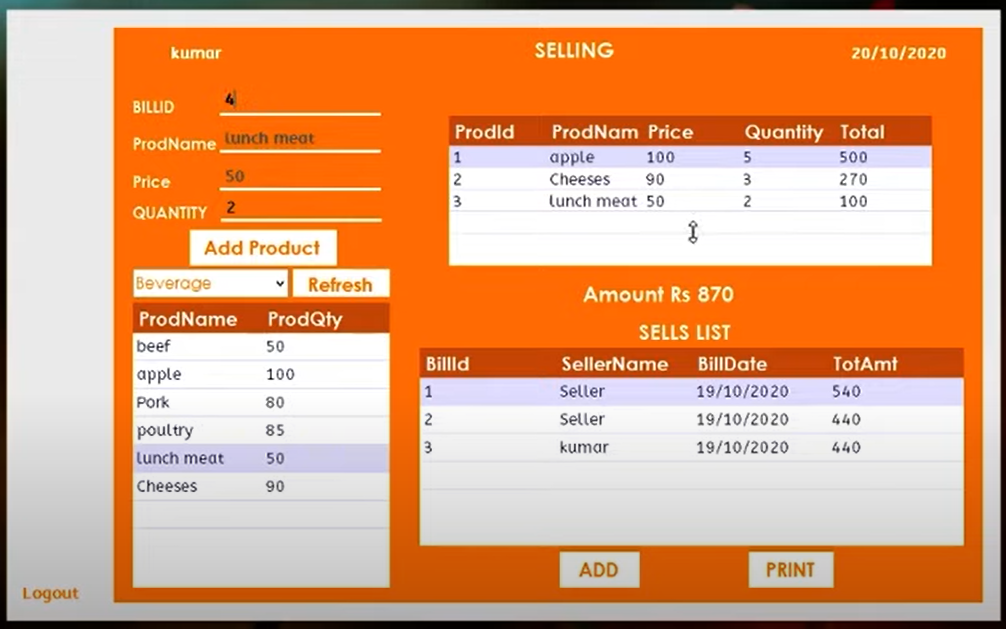 kumar SELLING 20/10/2020
BILLID 4
ProdName lunch meat
Price 50
QUANTITY 2
Add Product
Beverage Refresh
ProdName ProdQty
beef 50
apple 100
Pork 80
poultry 85
lunch meat 50
Cheeses 90
ProdId ProdNam Price Quantity Total
1 apple 100 5 500
2 Cheeses 90 3 270
3 lunch meat 50 2 100
Amount Rs 870
SELLS LIST
BillId SellerName BillDate TotAmt
1 Seller 19/10/2020 540
2 Seller 19/10/2020 440
3 kumar 19/10/2020 440
ADD PRINT
Logout